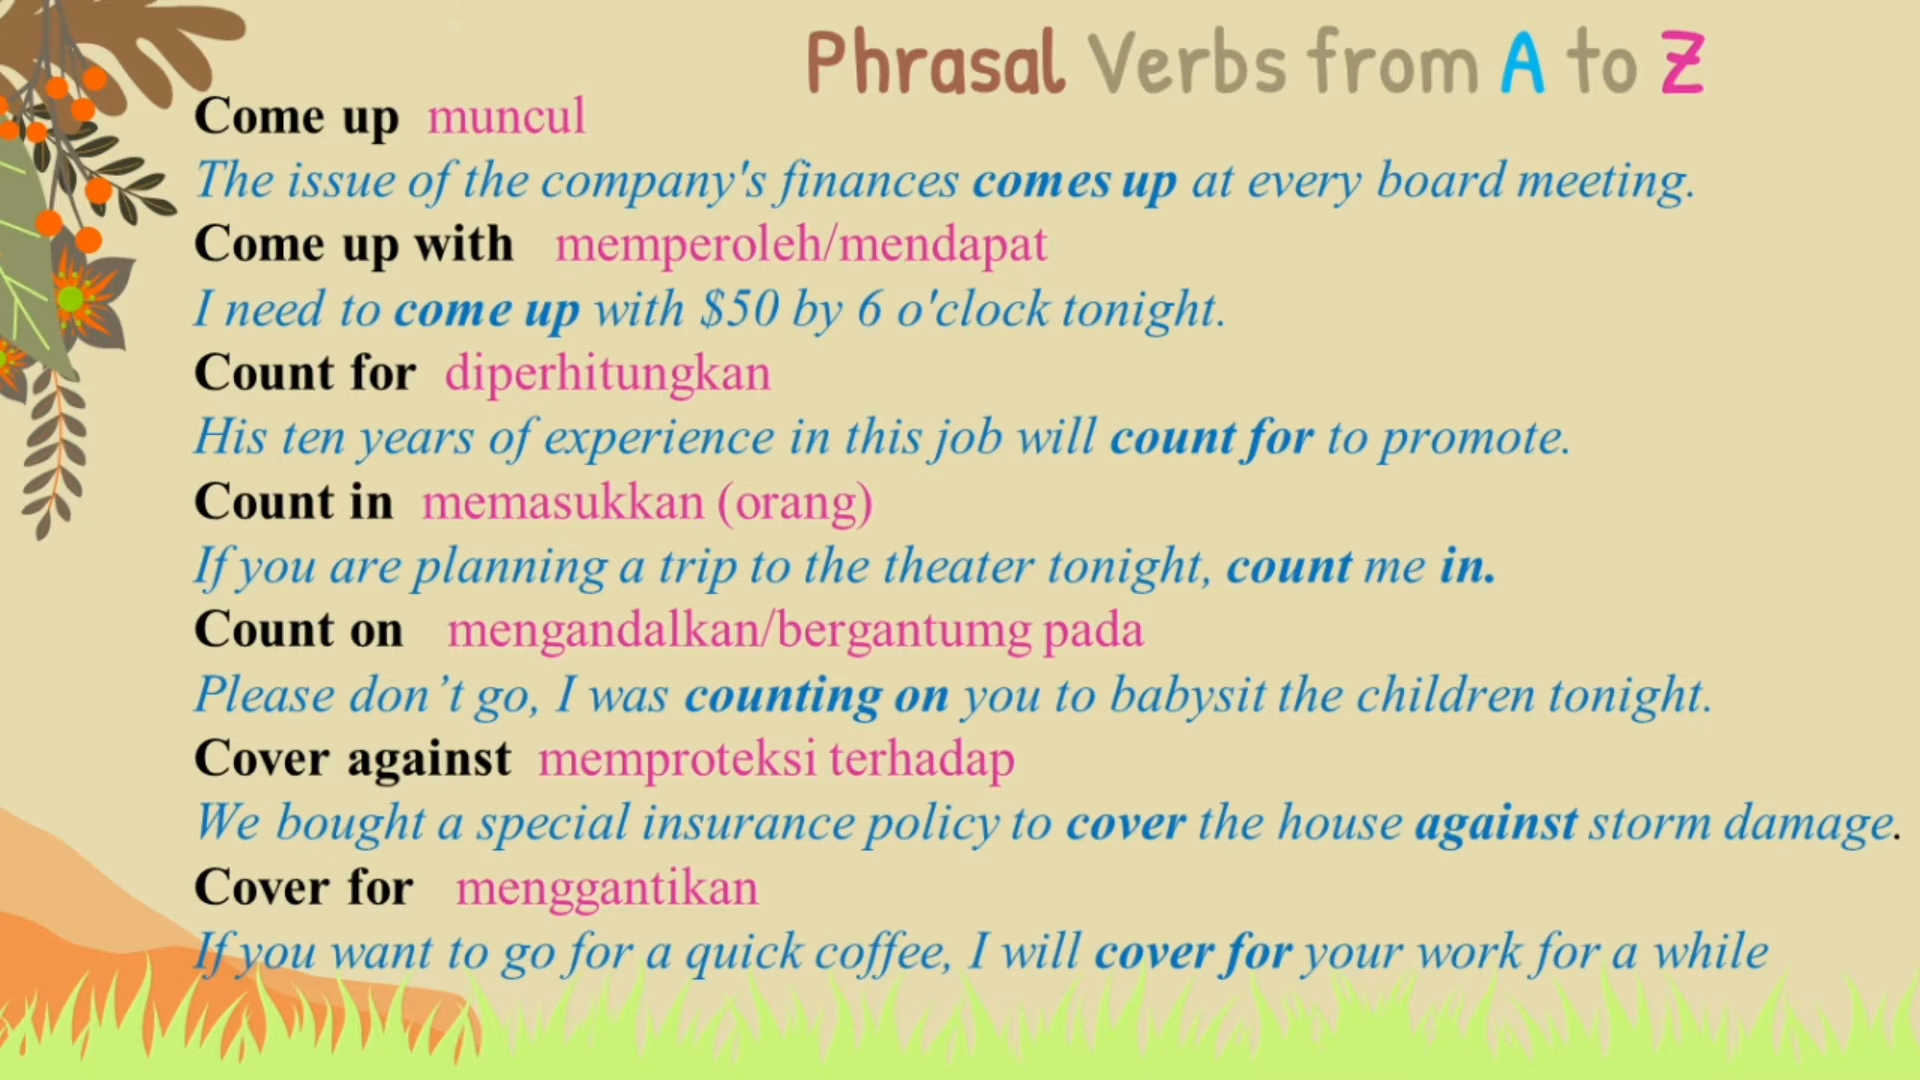 Phrasal Verbs from A to Z
Come up muncul
The issue of the company's finances comes up at every board meeting.
Come up with memperoleh/mendapat
I need to come up with $50 by 6 o'clock tonight.
Count for diperhitungkan
His ten years of experience in this job will count for to promote.
Count in memasukkan (orang)
If you are planning a trip to the theater tonight, count me in.
Count on mengandalkan/bergantumg pada
Please don’t go, I was counting on you to babysit the children tonight.
Cover against memproteksi terhadap
We bought a special insurance policy to cover the house against storm damage.
Cover for menggantikan
If you want to go for a quick coffee, I will cover for your work for a while